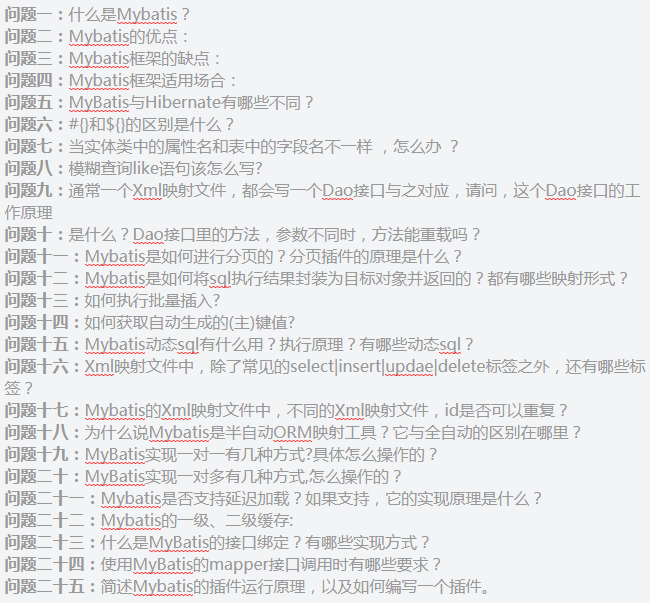 问题一：什么是Mybatis？
问题二：Mybatis的优点：
问题三：Mybatis框架的缺点：
问题四：Mybatis框架适用场合：
问题五：MyBatis与Hibernate有哪些不同？
问题六：#{}和${}的区别是什么？
问题七：当实体类中的属性名和表中的字段名不一样 ，怎么办 ？
问题八：模糊查询like语句该怎么写?
问题九：通常一个Xml映射文件，都会写一个Dao接口与之对应，请问，这个Dao接口的工
作原理
问题十：是什么？Dao接口里的方法，参数不同时，方法能重载吗？
问题十一：Mybatis是如何进行分页的？分页插件的原理是什么？
问题十二：Mybatis是如何将sql执行结果封装为目标对象并返回的？都有哪些映射形式？
问题十三：如何执行批量插入?
问题十四：如何获取自动生成的(主)键值?
问题十五：Mybatis动态sql有什么用？执行原理？有哪些动态sql？
问题十六：Xml映射文件中，除了常见的select|insert|updae|delete标签之外，还有哪些标
签？
问题十七：Mybatis的Xml映射文件中，不同的Xml映射文件，id是否可以重复？
问题十八：为什么说Mybatis是半自动ORM映射工具？它与全自动的区别在哪里？
问题十九：MyBatis实现一对一有几种方式?具体怎么操作的？
问题二十：MyBatis实现一对多有几种方式,怎么操作的？
问题二十一：Mybatis是否支持延迟加载？如果支持，它的实现原理是什么？
问题二十二：Mybatis的一级、二级缓存:
问题二十三：什么是MyBatis的接口绑定？有哪些实现方式？
问题二十四：使用MyBatis的mapper接口调用时有哪些要求？
问题二十五：简述Mybatis的插件运行原理，以及如何编写一个插件。